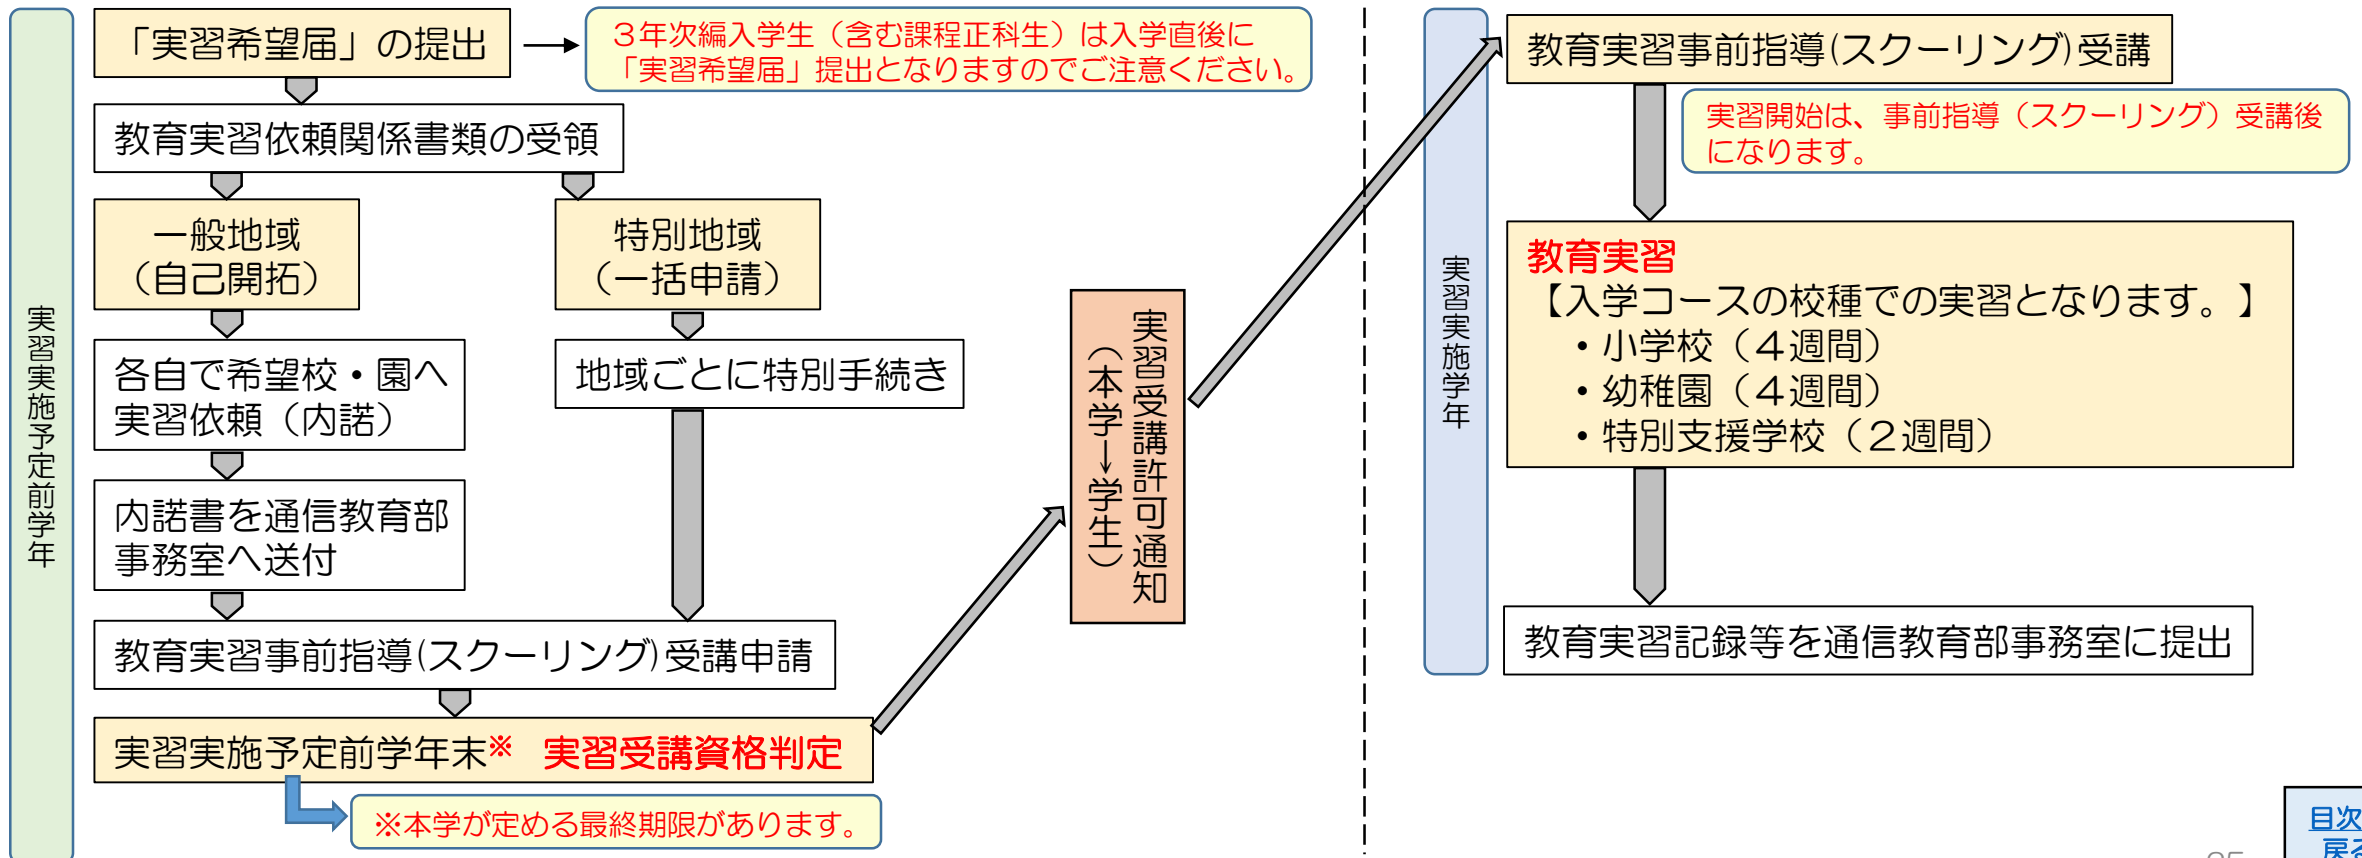 実習実施予定前学年
「実習希望届」の提出
3年次編入学生（含む課程正科生）は入学直後に
「実習希望届」提出となりますのでご注意ください。
教育実習依頼関係書類の受領
一般地域
（自己開拓）
特別地域
（一括申請）
各自で希望校・園へ
実習依頼（内諾）
地域ごとに特別手続き
内諾書を通信教育部
事務室へ送付
教育実習事前指導(スクーリング)受講申請
実習実施予定前学年末※　実習受講資格判定
※本学が定める最終期限があります。
実習受講許可通知
（本学→学生）
実習実施学年
教育実習事前指導(スクーリング)受講
実習開始は、事前指導（スクーリング）受講後
になります。
教育実習
【入学コースの校種での実習となります。】
・小学校（４週間）
・幼稚園（４週間）
・特別支援学校（２週間）
教育実習記録等を通信教育部事務室に提出
目次
戻る